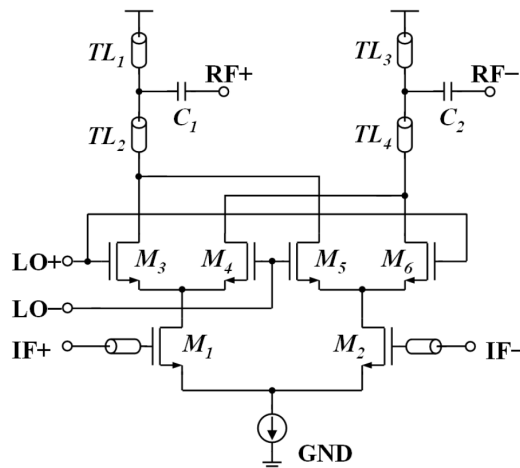 TL1
TL3
RF+
RF−
C1
C2
TL2
TL4
LO+
M3
M4
M5
M6
LO−
IF+
M1
M2
IF−
GND